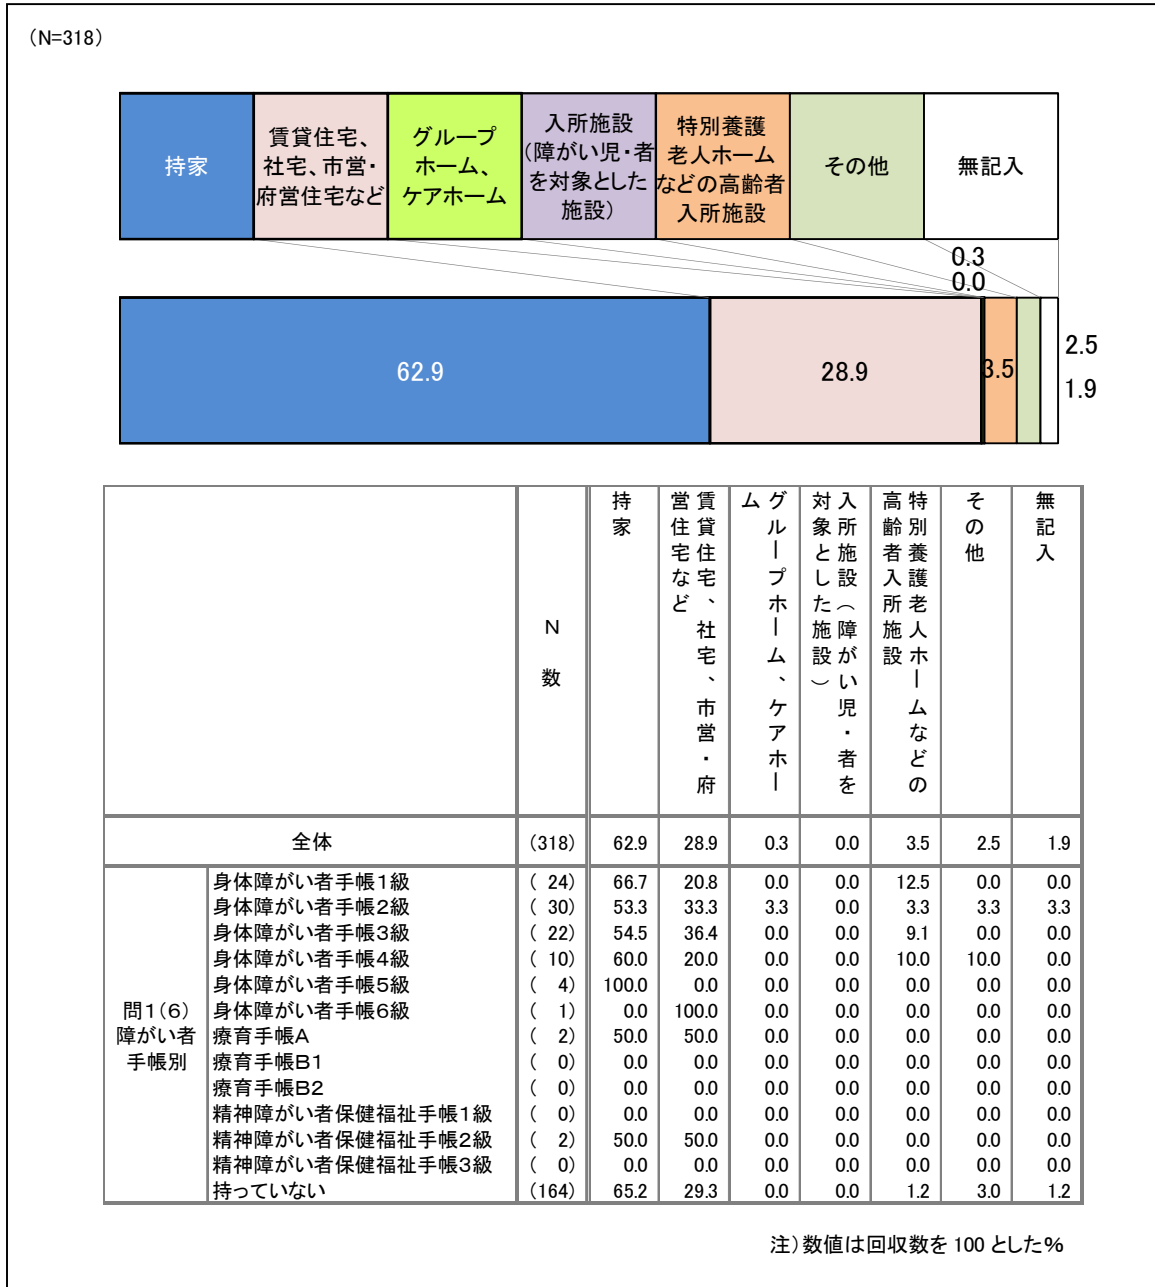 (N=318)
持家
賃貸住宅、
社宅、市営・
府営住宅など
グループ
ホーム、
ケアホーム
入所施設
(障がい児・者
を対象とした
施設)
特別養護
老人ホーム
などの高齢者
入所施設
その他
無記入
0.3
0.0
62.9
28.9
3.5
2.5
1.9
N数
持家
賃貸住宅、社宅、市営・府
営住宅など
グループホーム、ケアホー
ム
入所施設(障がい児・者を
対象とした施設)
特別養護老人ホームなどの
高齢者入所施設
その他
無記入
全体 (318) 62.9 28.9 0.3 0.0 3.5 2.5 1.9
問1(6)
障がい者
手帳別
身体障がい者手帳1級 ( 24) 66.7 20.8 0.0 0.0 12.5 0.0 0.0
身体障がい者手帳2級 ( 30) 53.3 33.3 3.3 0.0 3.3 3.3 3.3
身体障がい者手帳3級 ( 22) 54.5 36.4 0.0 0.0 9.1 0.0 0.0
身体障がい者手帳4級 ( 10) 60.0 20.0 0.0 0.0 10.0 10.0 0.0
身体障がい者手帳5級 ( 4) 100.0 0.0 0.0 0.0 0.0 0.0 0.0
身体障がい者手帳6級 ( 1) 0.0 100.0 0.0 0.0 0.0 0.0 0.0
療育手帳A ( 2) 50.0 50.0 0.0 0.0 0.0 0.0 0.0
療育手帳B1 ( 0) 0.0 0.0 0.0 0.0 0.0 0.0 0.0
療育手帳B2 ( 0) 0.0 0.0 0.0 0.0 0.0 0.0 0.0
精神障がい者保健福祉手帳1級 ( 0) 0.0 0.0 0.0 0.0 0.0 0.0 0.0
精神障がい者保健福祉手帳2級 ( 2) 50.0 50.0 0.0 0.0 0.0 0.0 0.0
精神障がい者保健福祉手帳3級 ( 0) 0.0 0.0 0.0 0.0 0.0 0.0 0.0
持っていない (164) 65.2 29.3 0.0 0.0 1.2 3.0 1.2
注)数値は回収数を 100 とした%